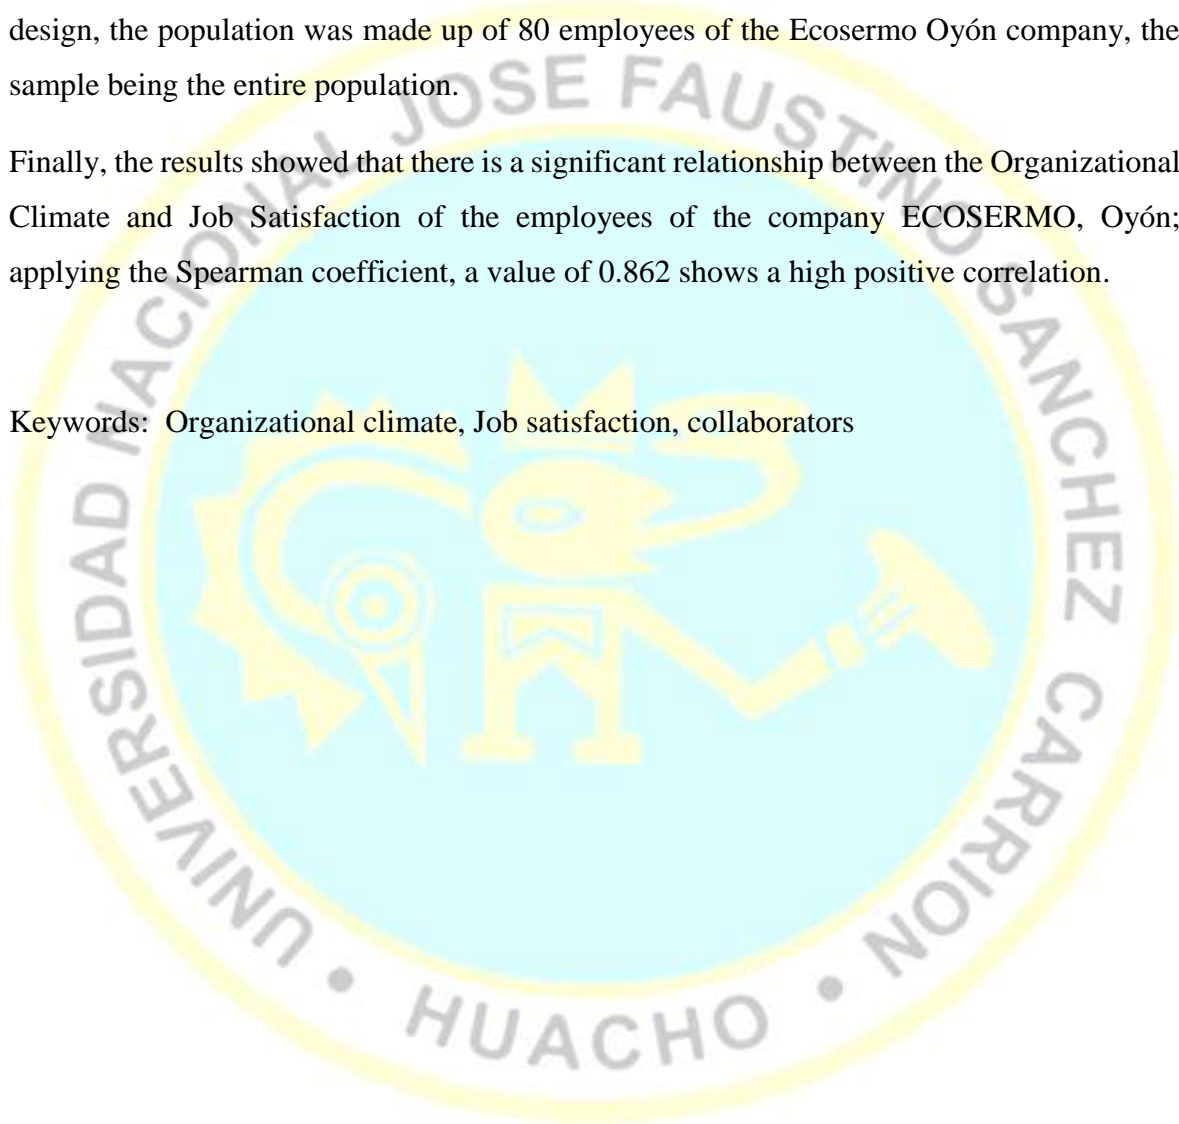 design, the population was made up of 80 employees of the Ecosermo Oyón company, the
sample being the entire population.
Finally, the results showed that there is a significant relationship between the Organizational
Climate and Job Satisfaction of the employees of the company ECOSERMO, Oyón;
applying the Spearman coefficient, a value of 0.862 shows a high positive correlation.
Keywords: Organizational climate, Job satisfaction, collaborators
UNIVERSIDAD NACIONAL JOSE FAUSTINO SANCHEZ CARRION
• HUACHO •